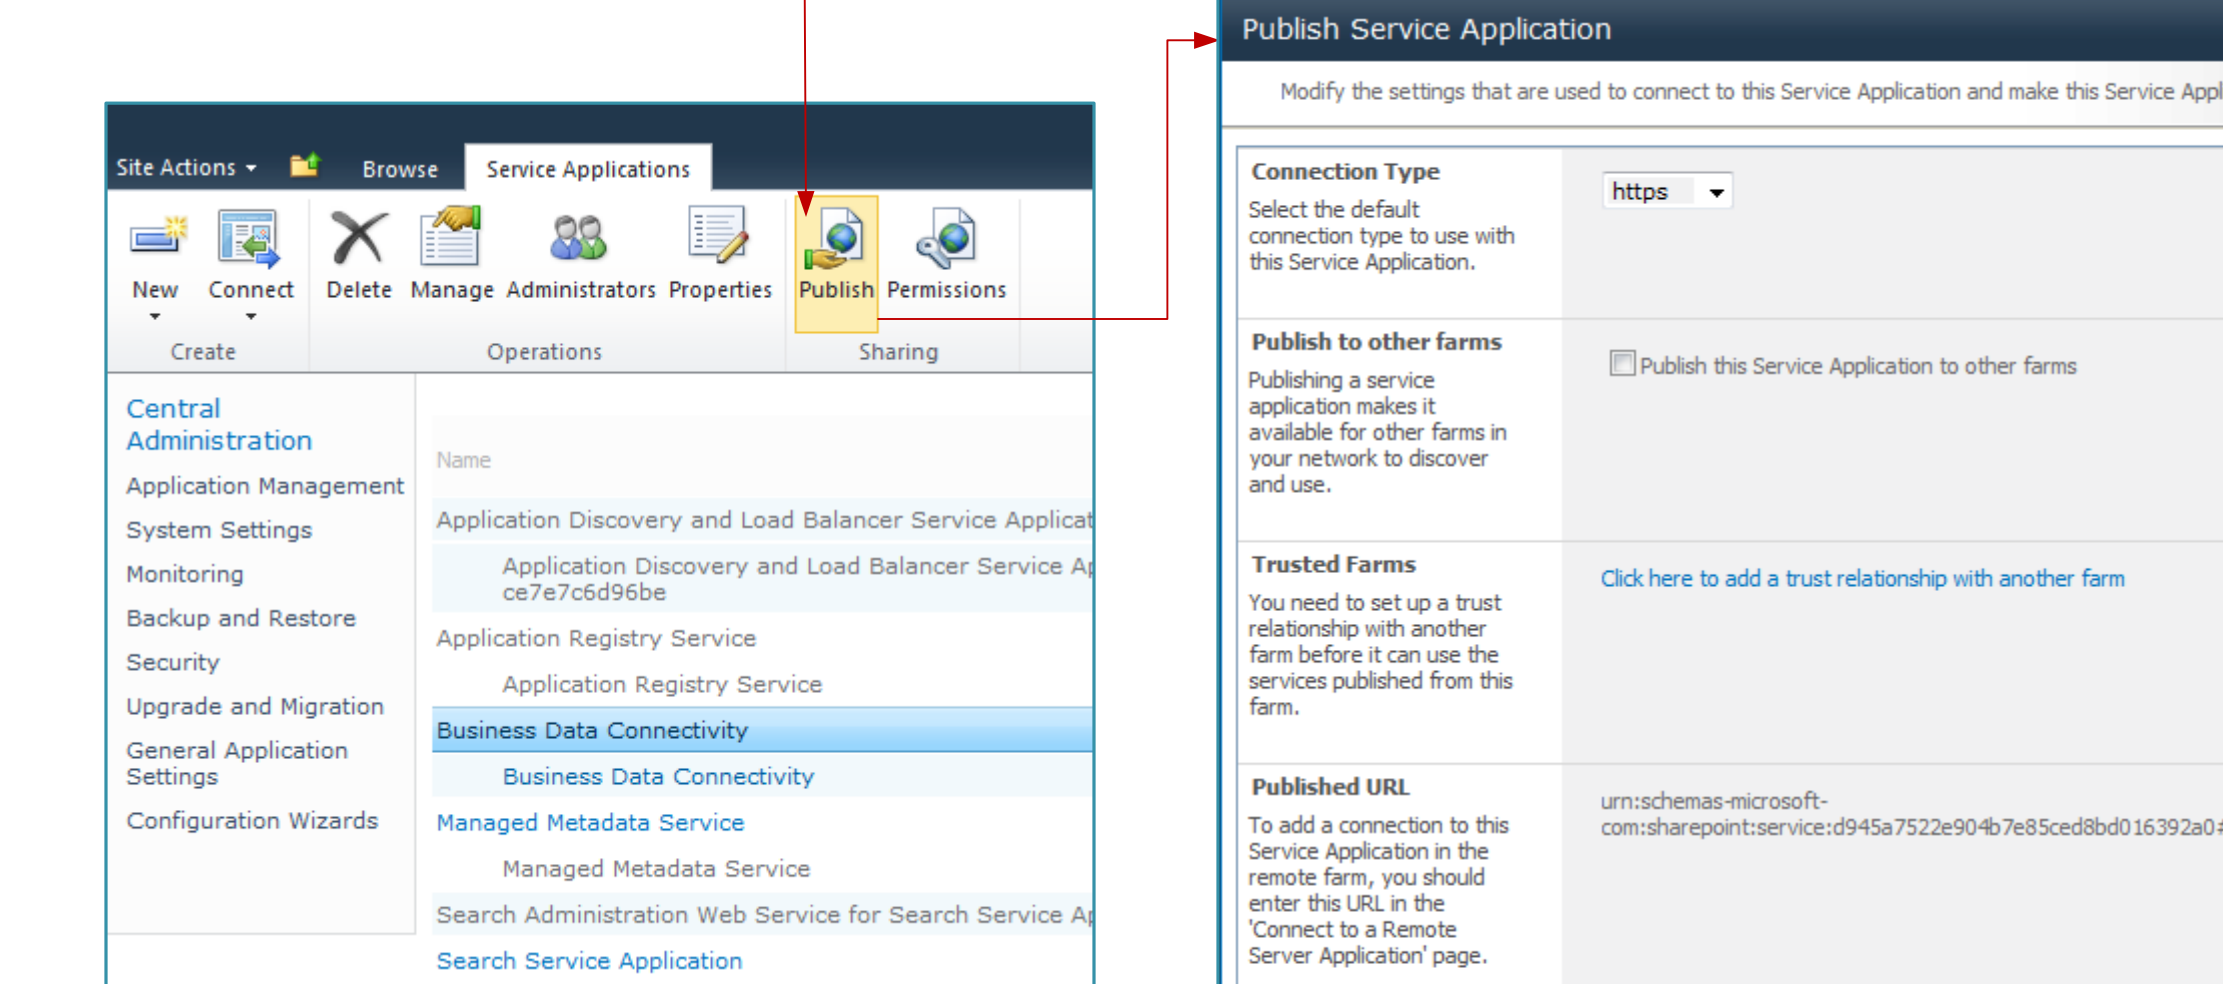 Site Actions
Browse
Service Applications
New
Connect
Delete
Manage
Administrators
Properties
Publish
Permissions
Create
Operations
Sharing
Central
Administration
Application Management
System Settings
Monitoring
Backup and Restore
Security
Upgrade and Migration
General Application
Settings
Configuration Wizards
Name
Application Discovery and Load Balancer Service Applicat
Application Discovery and Load Balancer Service Ap
ce7e7c6d96be
Application Registry Service
Application Registry Service
Business Data Connectivity
Business Data Connectivity
Managed Metadata Service
Managed Metadata Service
Search Administration Web Service for Search Service Ap
Search Service Application
Publish Service Application
Modify the settings that are used to connect to this Service Application and make this Service Appl
Connection Type
Select the default
connection type to use with
this Service Application.
https
Publish to other farms
Publishing a service
application makes it
available for other farms in
your network to discover
and use.
Publish this Service Application to other farms
Trusted Farms
You need to set up a trust
relationship with another
farm before it can use the
services published from this
farm.
Click here to add a trust relationship with another farm
Published URL
To add a connection to this
Service Application in the
remote farm, you should
enter this URL in the
'Connect to a Remote
Server Application' page.
urn:schemas-microsoft-
com:sharepoint:service:d945a7522e904b7e85ced8bd016392a0#